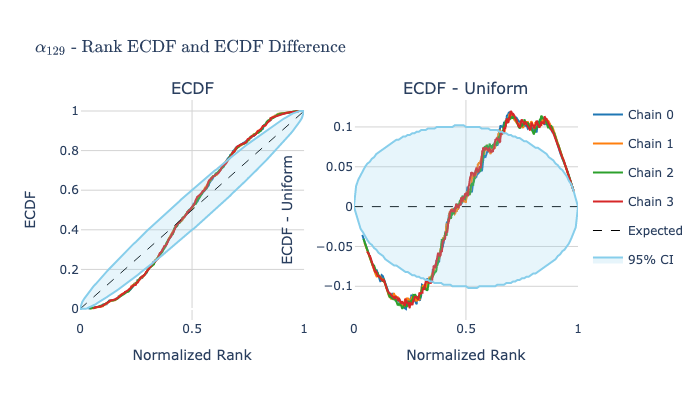 α₁₂₉ - Rank ECDF and ECDF Difference
ECDF
ECDF
1
0.8
0.6
0.4
0.2
0
0
0.5
1
Normalized Rank
ECDF - Uniform
ECDF - Uniform
0.1
0.05
0
−0.05
−0.1
0
0.5
1
Normalized Rank
Chain 0
Chain 1
Chain 2
Chain 3
Expected
95% CI